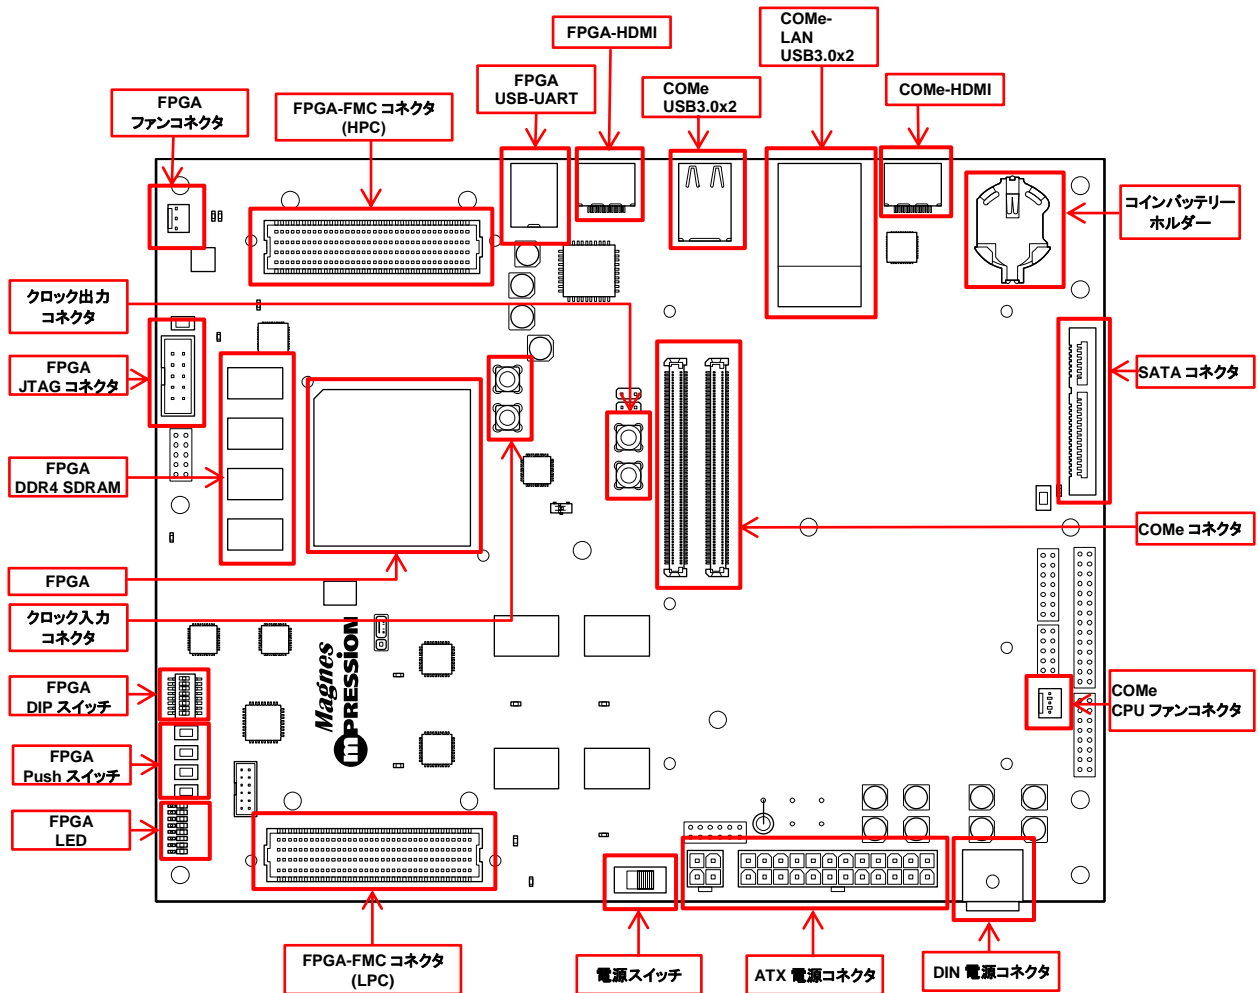 FPGA-HDMI
COMe-
LAN
USB3.0x2
FPGA
USB-UART
COMe
USB3.0x2
COMe-HDMI
FPGA
ファンコネクタ
FPGA-FMC コネクタ
(HPC)
コインバッテリー
ホルダー
クロック出力
コネクタ
FPGA
JTAG コネクタ
SATA コネクタ
FPGA
DDR4 SDRAM
COMe コネクタ
FPGA
クロック入力
コネクタ
Magnes
mPRESSiON
FPGA
DIP スイッチ
COMe
CPU ファンコネクタ
FPGA
Push スイッチ
FPGA
LED
FPGA-FMC コネクタ
(LPC)
電源スイッチ
ATX 電源コネクタ
DIN 電源コネクタ